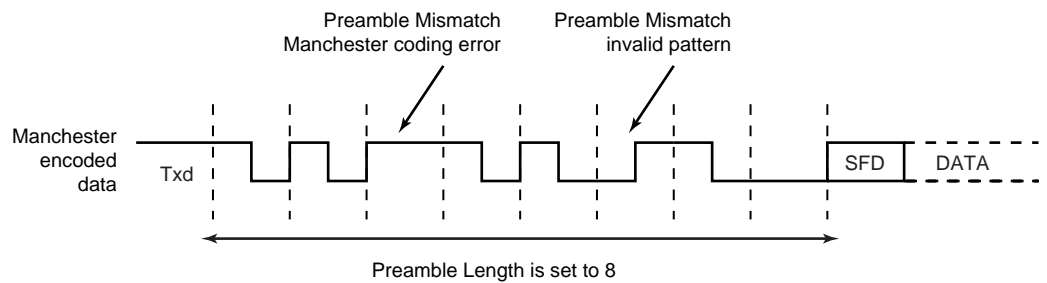 Preamble Mismatch
Manchester coding error
Preamble Mismatch
invalid pattern
Manchester
encoded
data
Txd
SFD
DATA
Preamble Length is set to 8